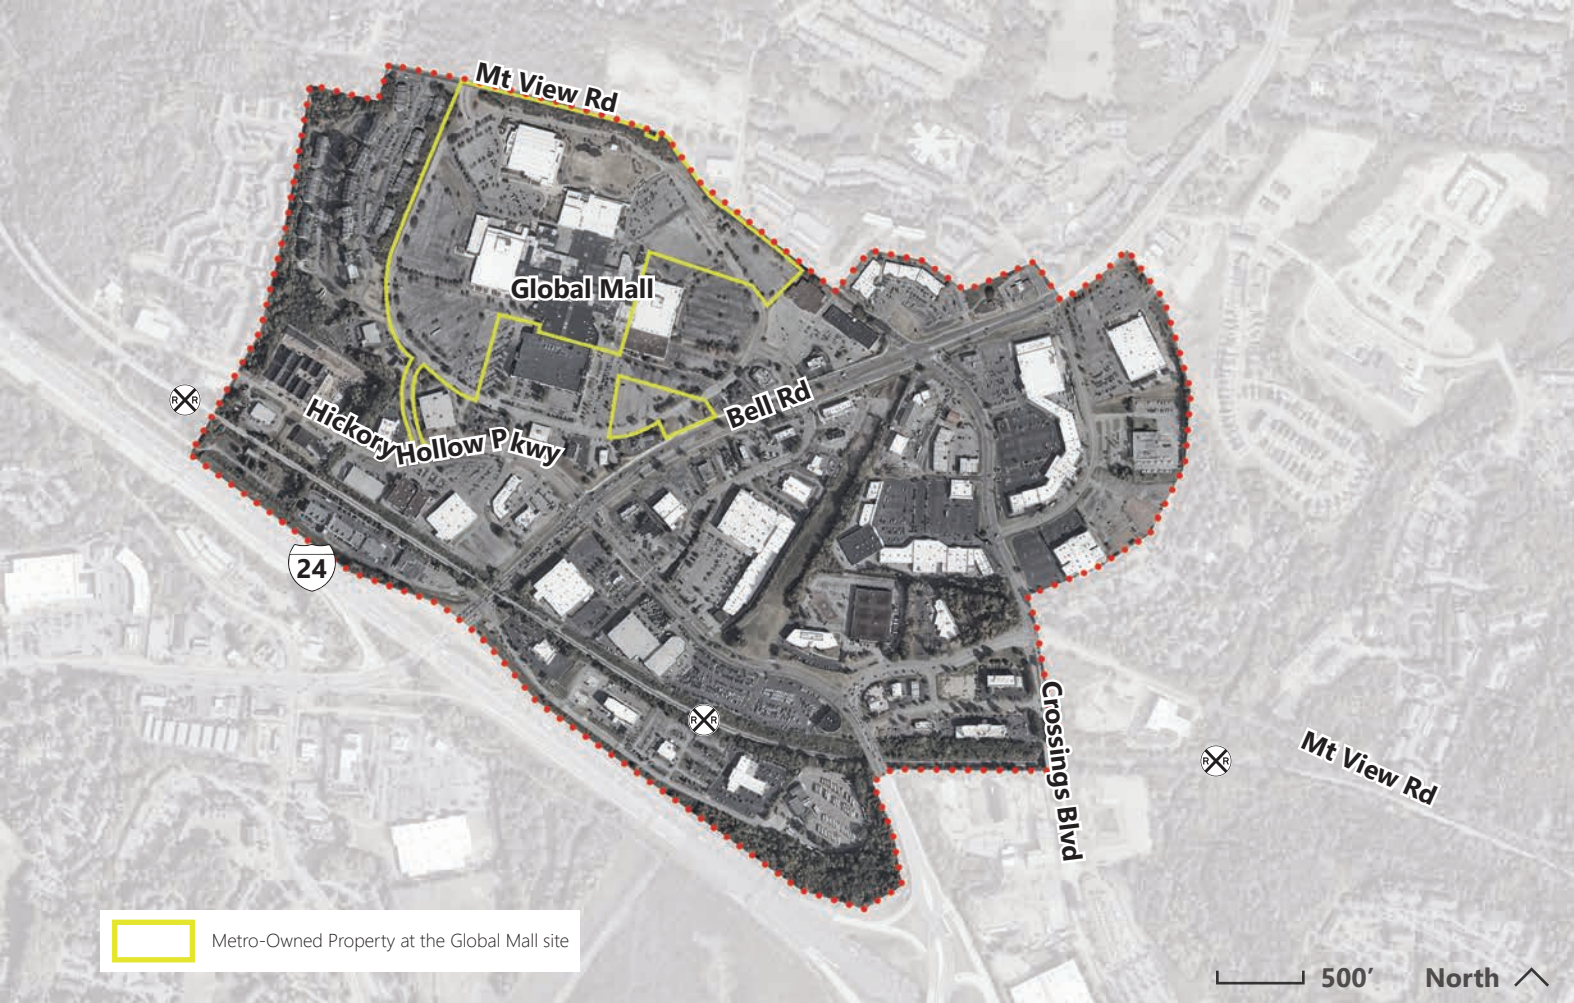 Mt View Rd
Global Mall
Bell Rd
Hickory Hollow Pkwy
R R
24
R R
Crossings Blvd
Mt View Rd
R R
Metro-Owned Property at the Global Mall site
500’
North